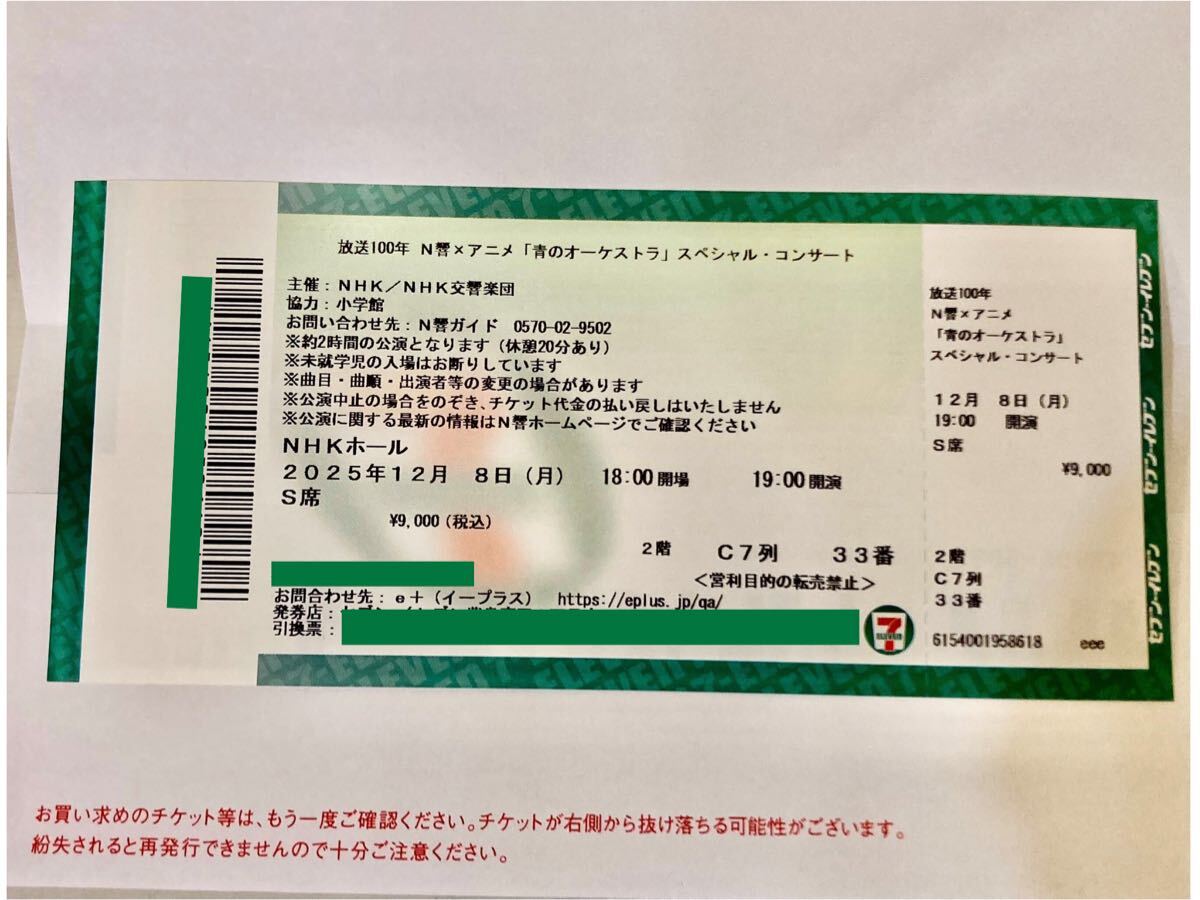 放送100年 N響×アニメ「青のオーケストラ」スペシャル・コンサート
主催：NHK／NHK交響楽団
協力：小学館
お問い合わせ先：N響ガイド 0570-02-9502
※約2時間の公演となります（休憩20分あり）
※未就学児の入場はお断りしています
※曲目・曲順・出演者等の変更の場合があります
※公演中止の場合をのぞき、チケット代金の払い戻しはいたしません
※公演に関する最新の情報はN響ホームページでご確認ください
NHKホール
2025年12月 8日（月） 18:00開場 19:00開演
S席
¥9,000（税込）
2階 C7列 33番
＜営利目的の転売禁止＞
お問合わせ先：e＋（イープラス） https://eplus.jp/qa/
発券店：
引換票：
7 ELEVEN
放送100年
N響×アニメ
「青のオーケストラ」
スペシャル・コンサート
12月 8日（月）
19:00 開演
S席
¥9,000
2階
C7列
33番
6154001958618 eee
セブン-イレブン
セブン-イレブン
セブン-イレブン
お買い求めのチケット等は、もう一度ご確認ください。チケットが右側から抜け落ちる可能性がございます。
紛失されると再発行できませんので十分ご注意ください。